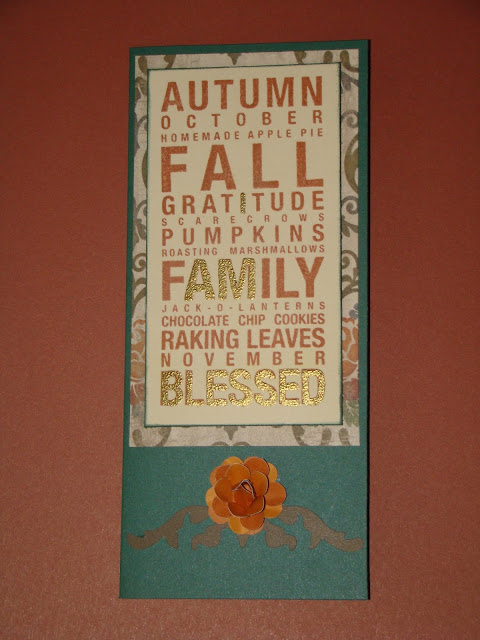 AUTUMN
OCTOBER
HOMEMADE APPLE PIE
FALL
GRATITUDE
SCARECROWS
PUMPKINS
ROASTING MARSHMALLOWS
FAMILY
JACK-O-LANTERNS
CHOCOLATE CHIP COOKIES
RAKING LEAVES
NOVEMBER
BLESSED